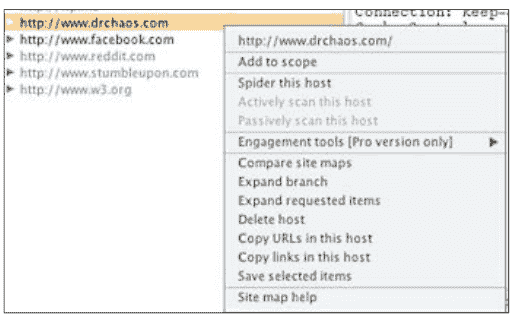 http://www.drchaos.com
http://www.facebook.com
http://www.reddit.com
http://www.stumbleupon.com
http://www.w3.org
Connection: keep-
http://www.drchaos.com/
Add to scope
Spider this host
Actively scan this host
Passively scan this host
Engagement tools [Pro version only]
Compare site maps
Expand branch
Expand requested items
Delete host
Copy URLs in this host
Copy links in this host
Save selected items
Site map help